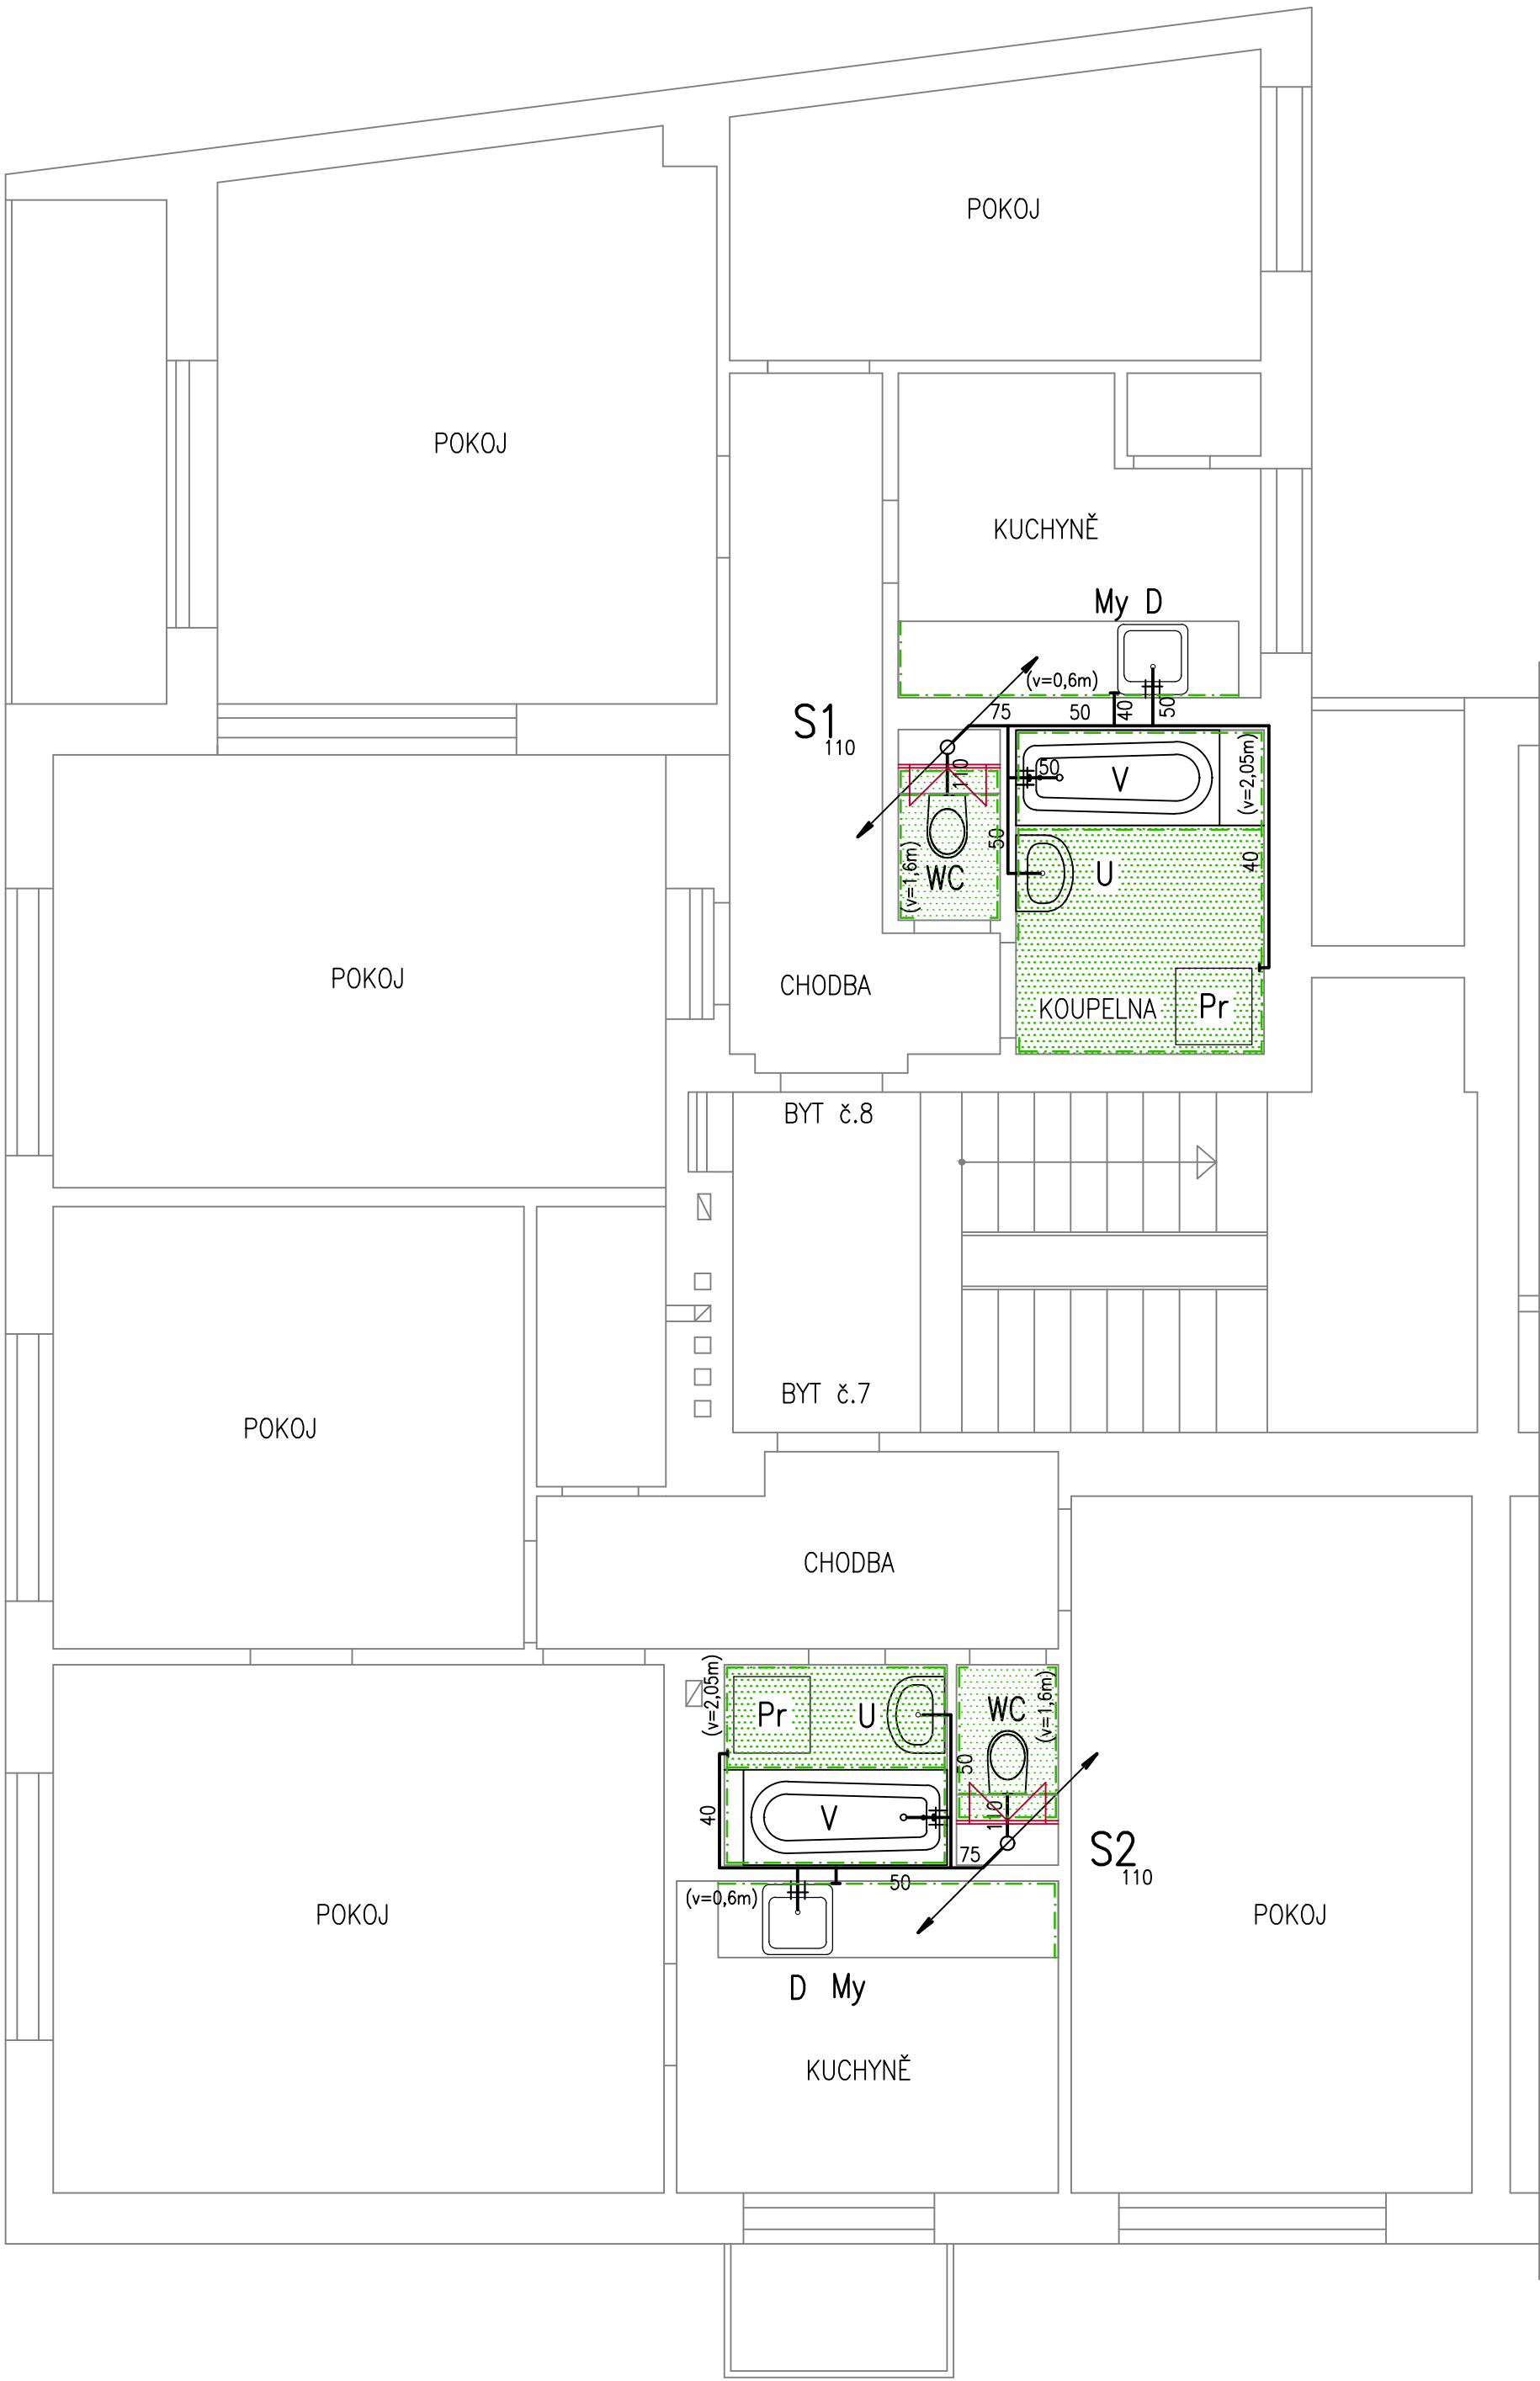 POKOJ
POKOJ
KUCHYNĚ
My D
(v=0,6m)
S1
110
75
50
40
50
110
50
V
(v=2,05m)
50
(v=1,6m)
WC
U
40
POKOJ
CHODBA
KOUPELNA
Pr
BYT č.8
BYT č.7
POKOJ
CHODBA
(v=2,05m)
Pr
U
WC
(v=1,6m)
50
40
V
110
75
S2
110
50
(v=0,6m)
POKOJ
POKOJ
D My
KUCHYNĚ